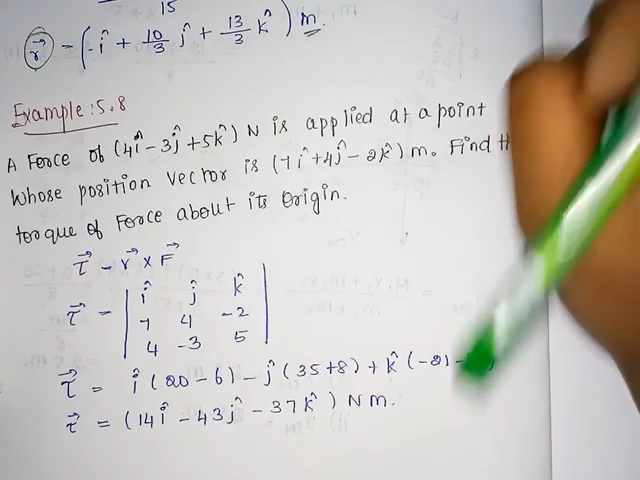 15
r⃗ = (-î + 10/3 ĵ + 13/3 k̂) m.
Example: 5.8
A Force of (4î - 3ĵ + 5k̂) N is applied at a point
whose position vector is (7î + 4ĵ - 2k̂) m. Find
torque of Force about its origin.
τ⃗ - r⃗ x F⃗
î ĵ k̂
τ⃗ = 7 4 -2
4 -3 5
τ⃗ = î (20 - 6) - ĵ (35 + 8) + k̂ (-21
τ⃗ = (14î - 43ĵ - 37k̂) N m.